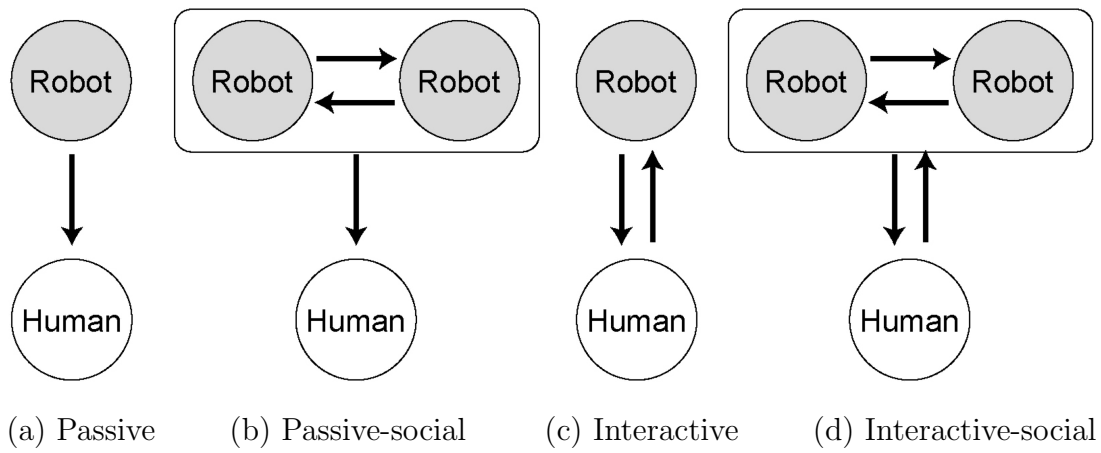 Robot Robot Robot Robot Robot Robot
Human Human Human Human
(a) Passive (b) Passive-social (c) Interactive (d) Interactive-social